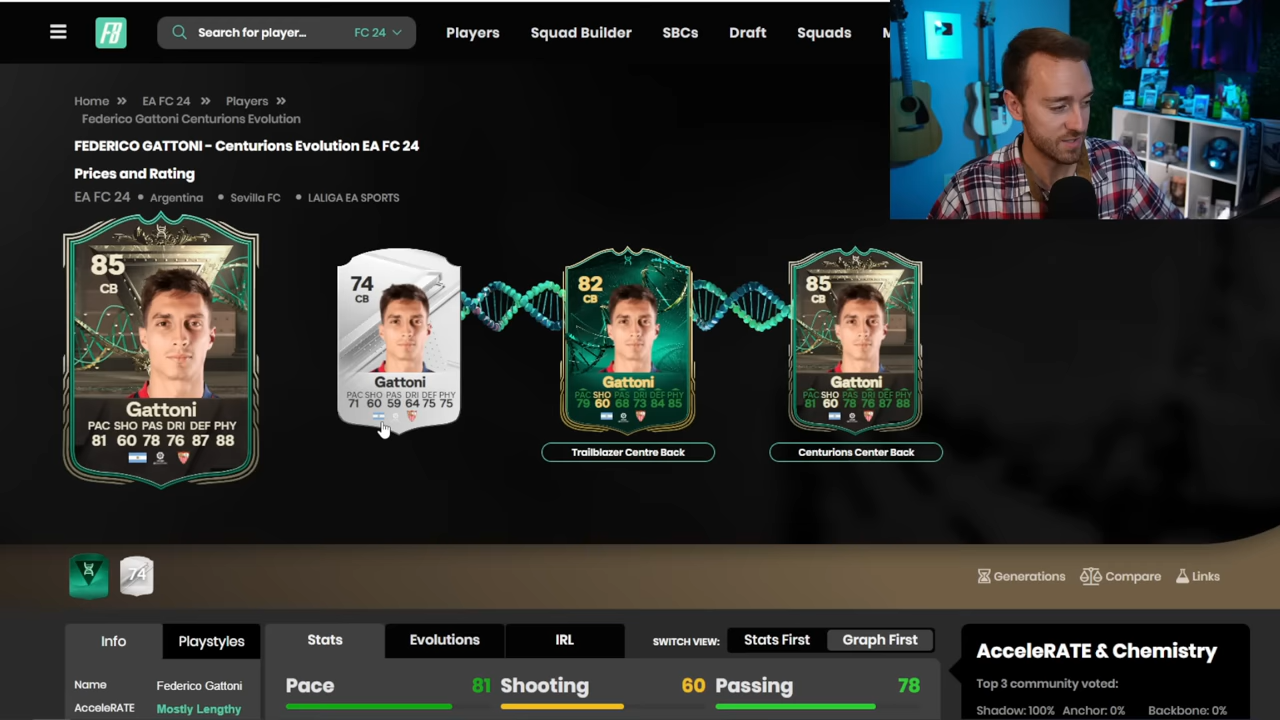 FB
Search for player...
FC 24
Players
Squad Builder
SBCs
Draft
Squads
M
Home
EA FC 24
Players
Federico Gattoni Centurions Evolution
FEDERICO GATTONI - Centurions Evolution EA FC 24
Prices and Rating
EA FC 24 • Argentina • Sevilla FC • LALIGA EA SPORTS
85
CB
Gattoni
PAC SHO PAS DRI DEF PHY
81 60 78 76 87 88
74
CB
Gattoni
PAC SHO PAS DRI DEF PHY
71 60 59 64 75 75
82
CB
Gattoni
PAC SHO PAS DRI DEF PHY
79 60 68 73 84 85
Trailblazer Centre Back
85
CB
Gattoni
PAC SHO PAS DRI DEF PHY
81 60 78 76 87 88
Centurions Center Back
74
Generations
Compare
Links
Info
Playstyles
Stats
Evolutions
IRL
SWITCH VIEW:
Stats First
Graph First
Name
Federico Gattoni
AcceleRATE
Mostly Lengthy
Pace 81
Shooting 60
Passing 78
AcceleRATE & Chemistry
Top 3 community voted:
Shadow: 100% Anchor: 0% Backbone: 0%